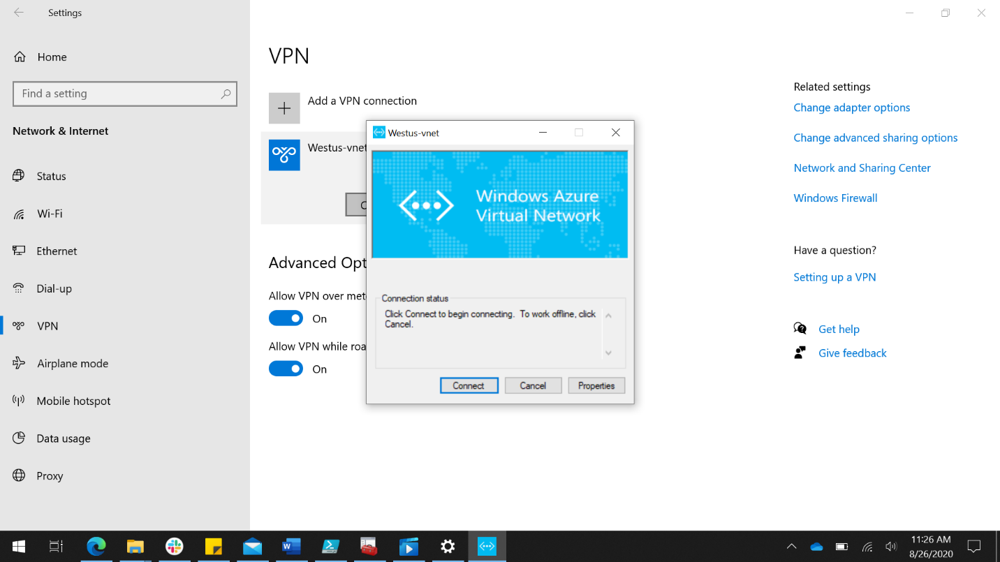 Settings
Home
Find a setting
Network & Internet
Status
Wi-Fi
Ethernet
Dial-up
VPN
Airplane mode
Mobile hotspot
Data usage
Proxy
VPN
Add a VPN connection
Westus-vnet
C
Advanced Opt
Allow VPN over met
On
Allow VPN while roa
On
Westus-vnet
Windows Azure
Virtual Network
Connection status
Click Connect to begin connecting. To work offline, click
Cancel.
Connect Cancel Properties
Related settings
Change adapter options
Change advanced sharing options
Network and Sharing Center
Windows Firewall
Have a question?
Setting up a VPN
Get help
Give feedback
11:26 AM
8/26/2020